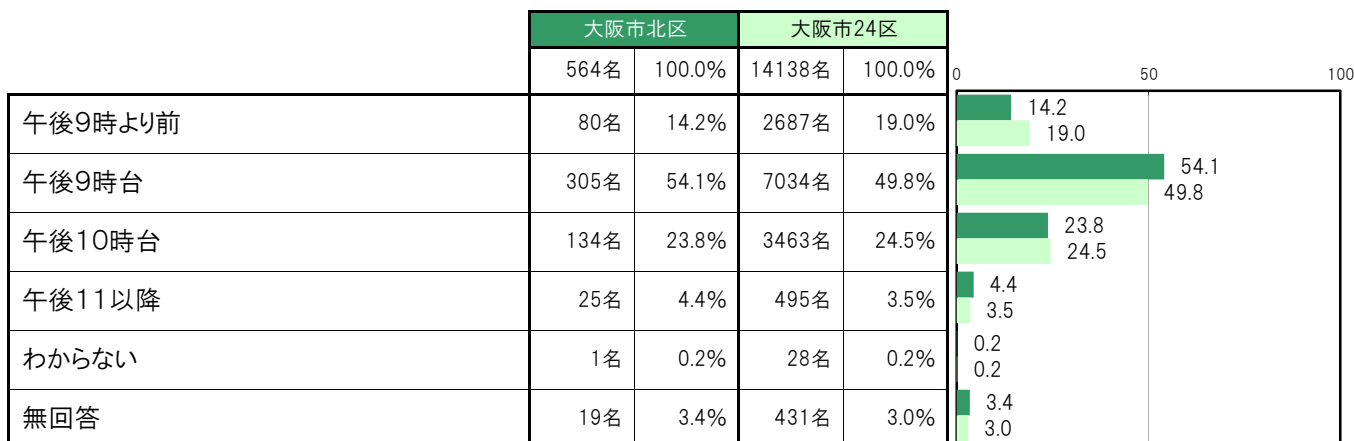 大阪市北区 大阪市24区
564名 100.0% 14138名 100.0%
0 50 100
午後9時より前 80名 14.2% 2687名 19.0%
14.2
19.0
午後9時台 305名 54.1% 7034名 49.8%
54.1
49.8
午後10時台 134名 23.8% 3463名 24.5%
23.8
24.5
午後11以降 25名 4.4% 495名 3.5%
4.4
3.5
わからない 1名 0.2% 28名 0.2%
0.2
0.2
無回答 19名 3.4% 431名 3.0%
3.4
3.0